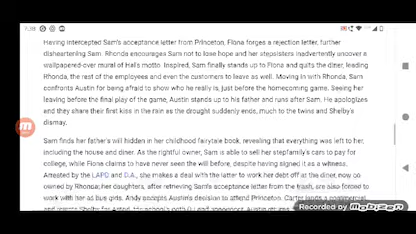 7:38
Having intercepted Sam's acceptance letter from Princeton, Fiona forges a rejection letter, further
disheartening Sam. Rhonda encourages Sam not to lose hope and her stepsisters inadvertently uncover a
wallpapered-over mural of Hal's motto. Inspired, Sam finally stands up to Fiona and quits the diner, leading
Rhonda, the rest of the employees and even the customers to leave as well. Moving in with Rhonda, Sam
confronts Austin for being afraid to show who he really is, just before the homecoming game. Seeing her
leaving before the final play of the game, Austin stands up to his father and runs after Sam. He apologizes
and they share their first kiss in the rain as the drought suddenly ends, much to the twins and Shelby's
dismay.
Sam finds her father's will hidden in her childhood fairytale book, revealing that everything was left to her,
including the house and diner. As the rightful owner, Sam is able to sell her stepfamily's cars to pay for
college, while Fiona claims to have never seen the will before, despite having signed it as a witness.
Arrested by the LAPD and D.A., she makes a deal with the latter to work her debt off at the diner, now co
owned by Rhonda; her daughters, after retrieving Sam's acceptance letter from the trash, are also forced to
work with her as bus girls. Andy accepts Austin's decision to attend Princeton. Carter lands a commercial
Recorded by mobizen